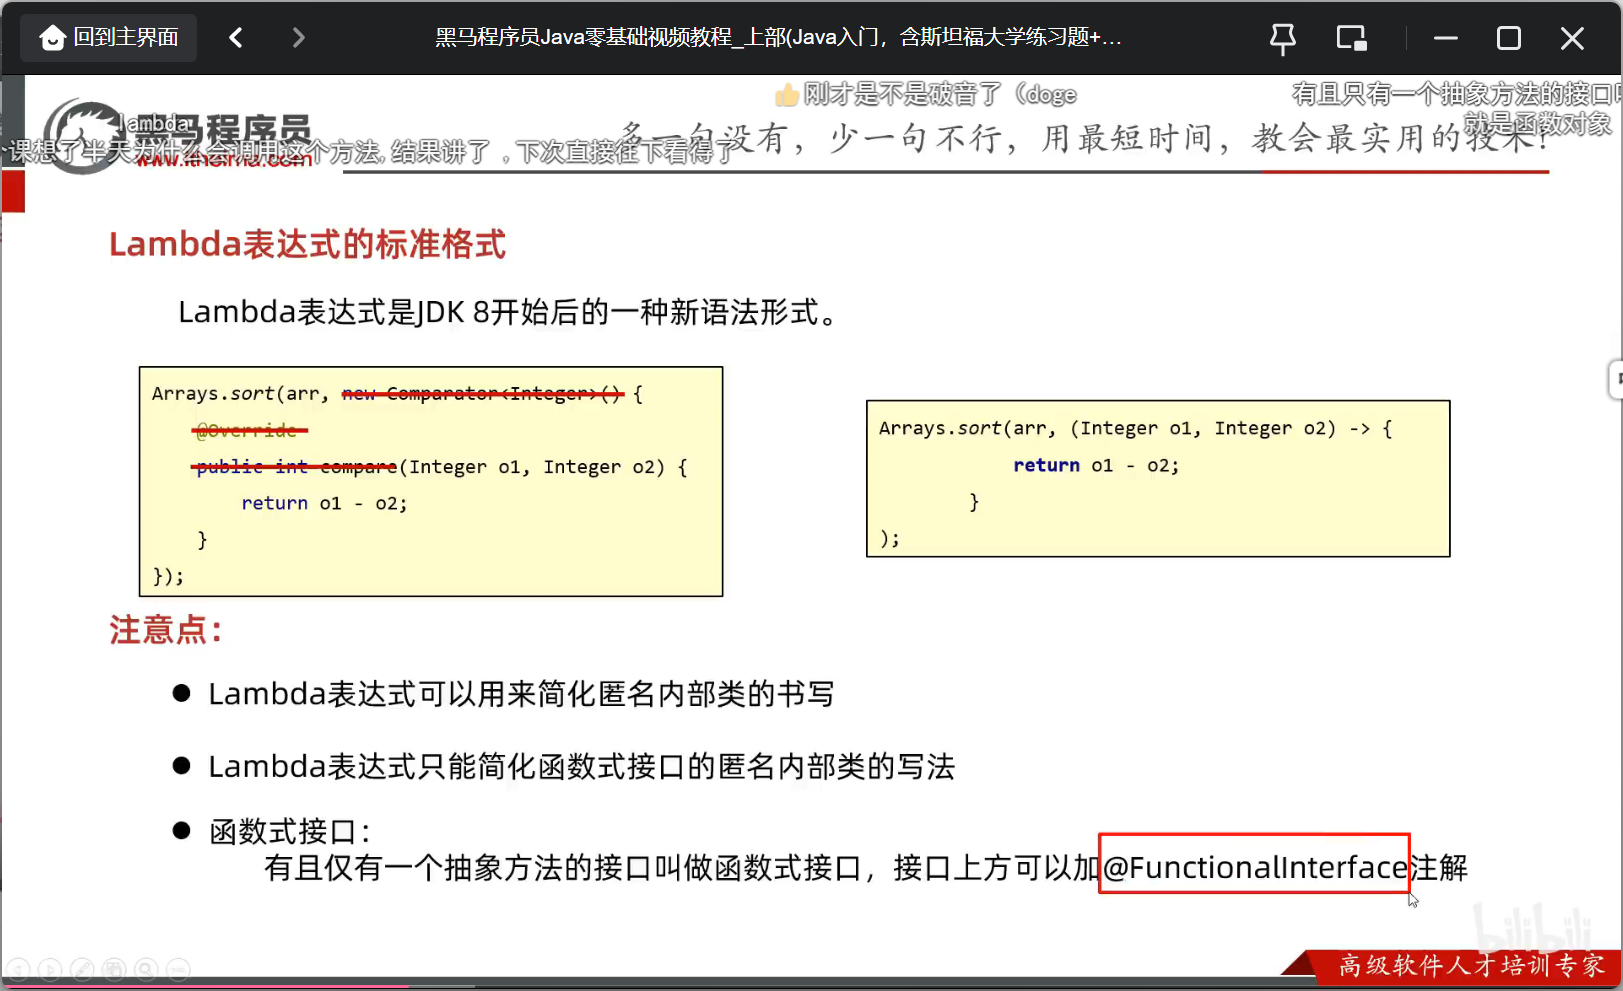 回到主界面
黑马程序员Java零基础视频教程_上部(Java入门，含斯坦福大学练习题+...
刚才是不是破音了（doge
有且只有一个抽象方法的接口
lambda
黑马程序员
就是函数对象
课想了半天为什么会调用这个方法,结果讲了 ，下次直接往下看得了
www.itheima.com
多一句没有，少一句不行，用最短时间，教会最实用的技术！
Lambda表达式的标准格式
Lambda表达式是JDK 8开始后的一种新语法形式。
Arrays.sort(arr, new Comparator<Integer>() {
@Override
public int compare(Integer o1, Integer o2) {
return o1 - o2;
}
});
Arrays.sort(arr, (Integer o1, Integer o2) -> {
return o1 - o2;
}
);
注意点：
● Lambda表达式可以用来简化匿名内部类的书写
● Lambda表达式只能简化函数式接口的匿名内部类的写法
● 函数式接口：
有且仅有一个抽象方法的接口叫做函数式接口，接口上方可以加@FunctionalInterface注解
bilibili
高级软件人才培训专家